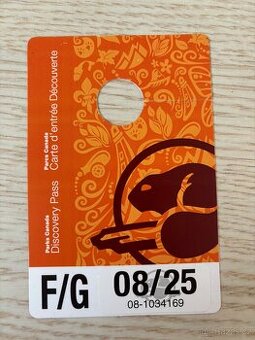 Parks Canada
Discovery Pass
Parcs Canada
Carte d'entrée Découverte
F/G
08/25
08-1034169